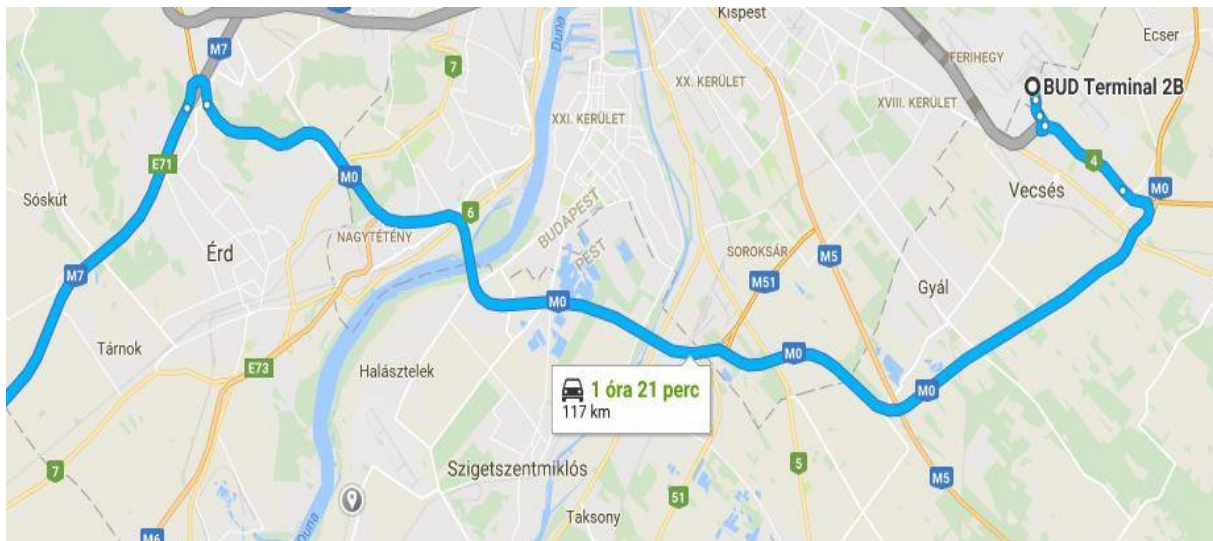 Kispest
Ecser
M7
7
Duna
FERIHEGY
XX. KERÜLET
BUD Terminal 2B
XVIII. KERÜLET
XXI. KERÜLET
E71
M0
4
Vecsés
M0
Sóskút
6
BUDAPEST
PEST
NAGYTÉTÉNY
Érd
SOROKSÁR
M5
M7
M51
Gyál
M0
Tárnok
M0
E73
Halásztelek
1 óra 21 perc
117 km
M0
7
Szigetszentmiklós
5
M5
51
Duna
Taksony
M6